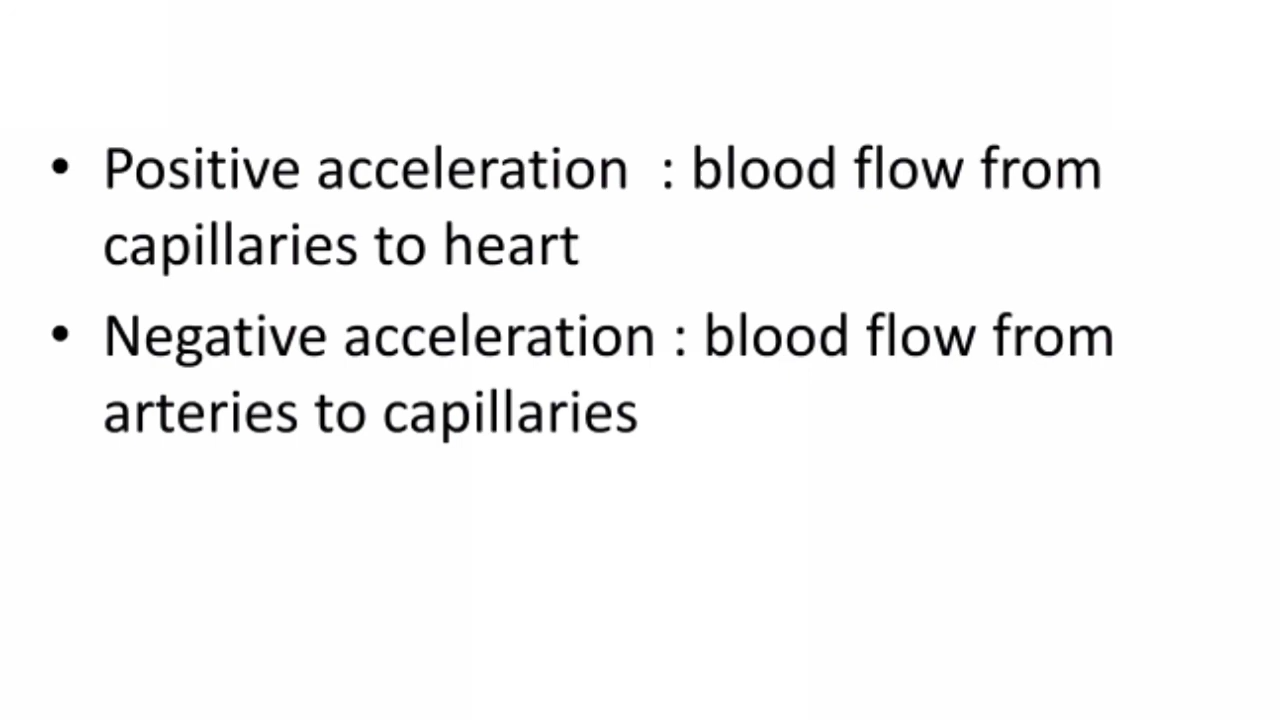 • Positive acceleration  : blood flow from
capillaries to heart
• Negative acceleration : blood flow from
arteries to capillaries